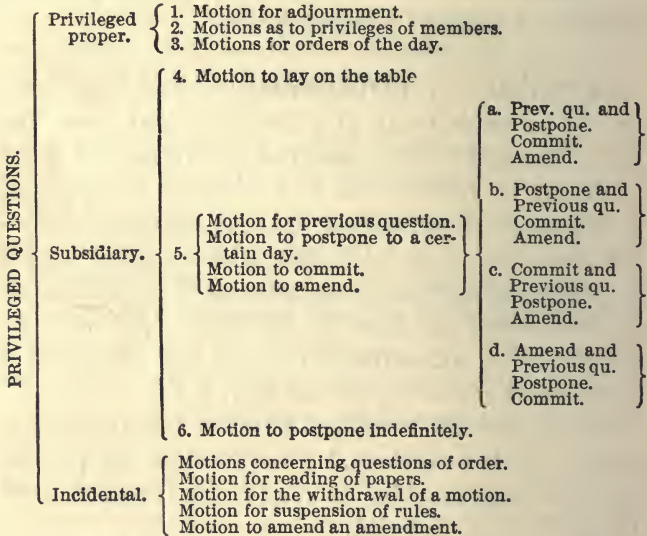 PRIVILEGED QUESTIONS.
Privileged
proper.
1. Motion for adjournment.
2. Motions as to privileges of members.
3. Motions for orders of the day.
Subsidiary.
4. Motion to lay on the table
5.
Motion for previous question.
Motion to postpone to a cer-
tain day.
Motion to commit.
Motion to amend.
a. Prev. qu. and
Postpone.
Commit.
Amend.
b. Postpone and
Previous qu.
Commit.
Amend.
c. Commit and
Previous qu.
Postpone.
Amend.
d. Amend and
Previous qu.
Postpone.
Commit.
6. Motion to postpone indefinitely.
Incidental.
Motions concerning questions of order.
Motion for reading of papers.
Motion for the withdrawal of a motion.
Motion for suspension of rules.
Motion to amend an amendment.